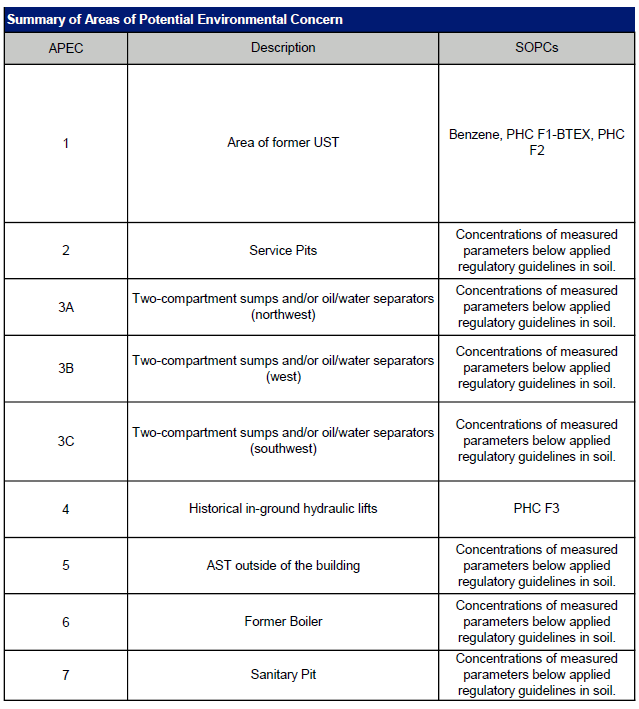 Summary of Areas of Potential Environmental Concern
APEC
Description
SOPCs
1
Area of former UST
Benzene, PHC F1-BTEX, PHC
F2
2
Service Pits
Concentrations of measured
parameters below applied
regulatory guidelines in soil.
3A
Two-compartment sumps and/or oil/water separators
(northwest)
Concentrations of measured
parameters below applied
regulatory guidelines in soil.
3B
Two-compartment sumps and/or oil/water separators
(west)
Concentrations of measured
parameters below applied
regulatory guidelines in soil.
3C
Two-compartment sumps and/or oil/water separators
(southwest)
Concentrations of measured
parameters below applied
regulatory guidelines in soil.
4
Historical in-ground hydraulic lifts
PHC F3
5
AST outside of the building
Concentrations of measured
parameters below applied
regulatory guidelines in soil.
6
Former Boiler
Concentrations of measured
parameters below applied
regulatory guidelines in soil.
7
Sanitary Pit
Concentrations of measured
parameters below applied
regulatory guidelines in soil.